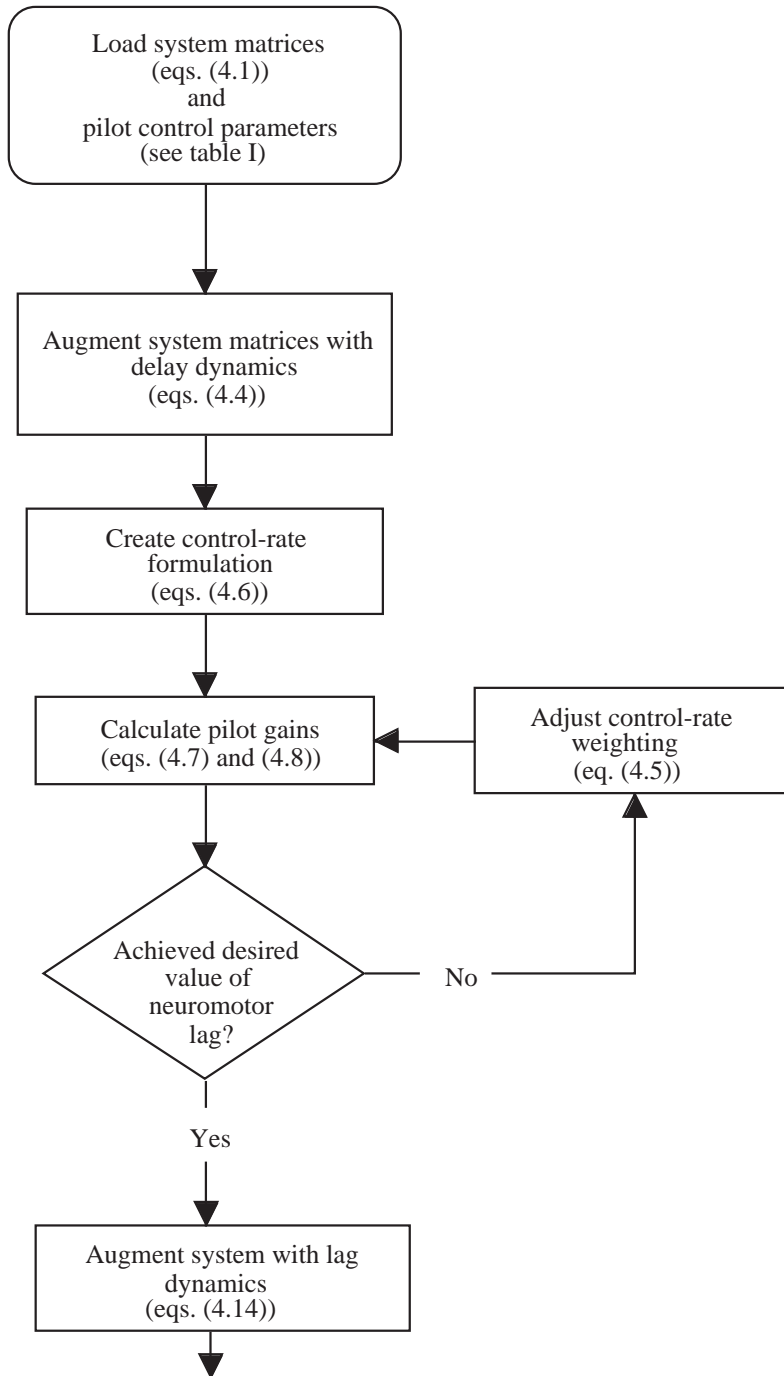 Load system matrices
(eqs. (4.1))
and
pilot control parameters
(see table I)
Augment system matrices with
delay dynamics
(eqs. (4.4))
Create control-rate
formulation
(eqs. (4.6))
Calculate pilot gains
(eqs. (4.7) and (4.8))
Adjust control-rate
weighting
(eq. (4.5))
Achieved desired
value of
neuromotor
lag?
No
Yes
Augment system with lag
dynamics
(eqs. (4.14))